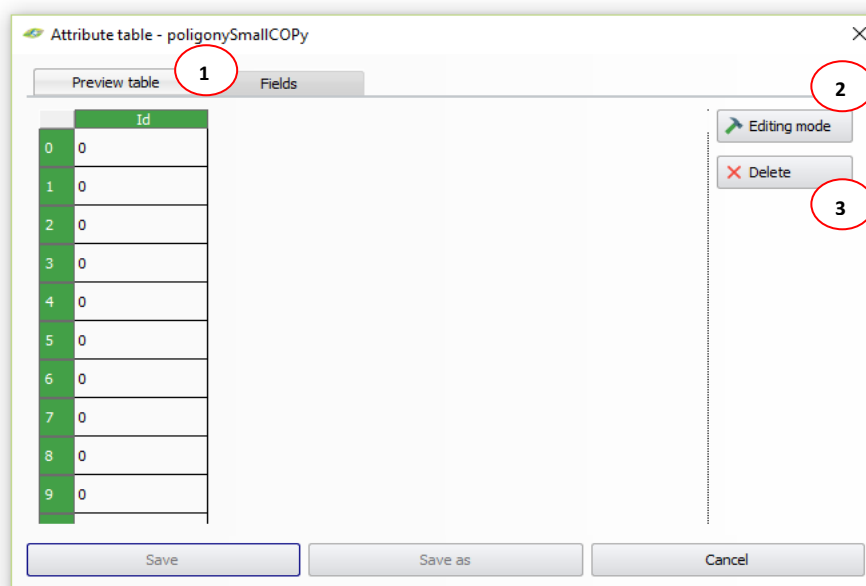 Attribute table - poligonySmallCOPy
1
Preview table
Fields
2
Id
Editing mode
0 0
1 0
Delete
3
2 0
3 0
4 0
5 0
6 0
7 0
8 0
9 0
Save
Save as
Cancel